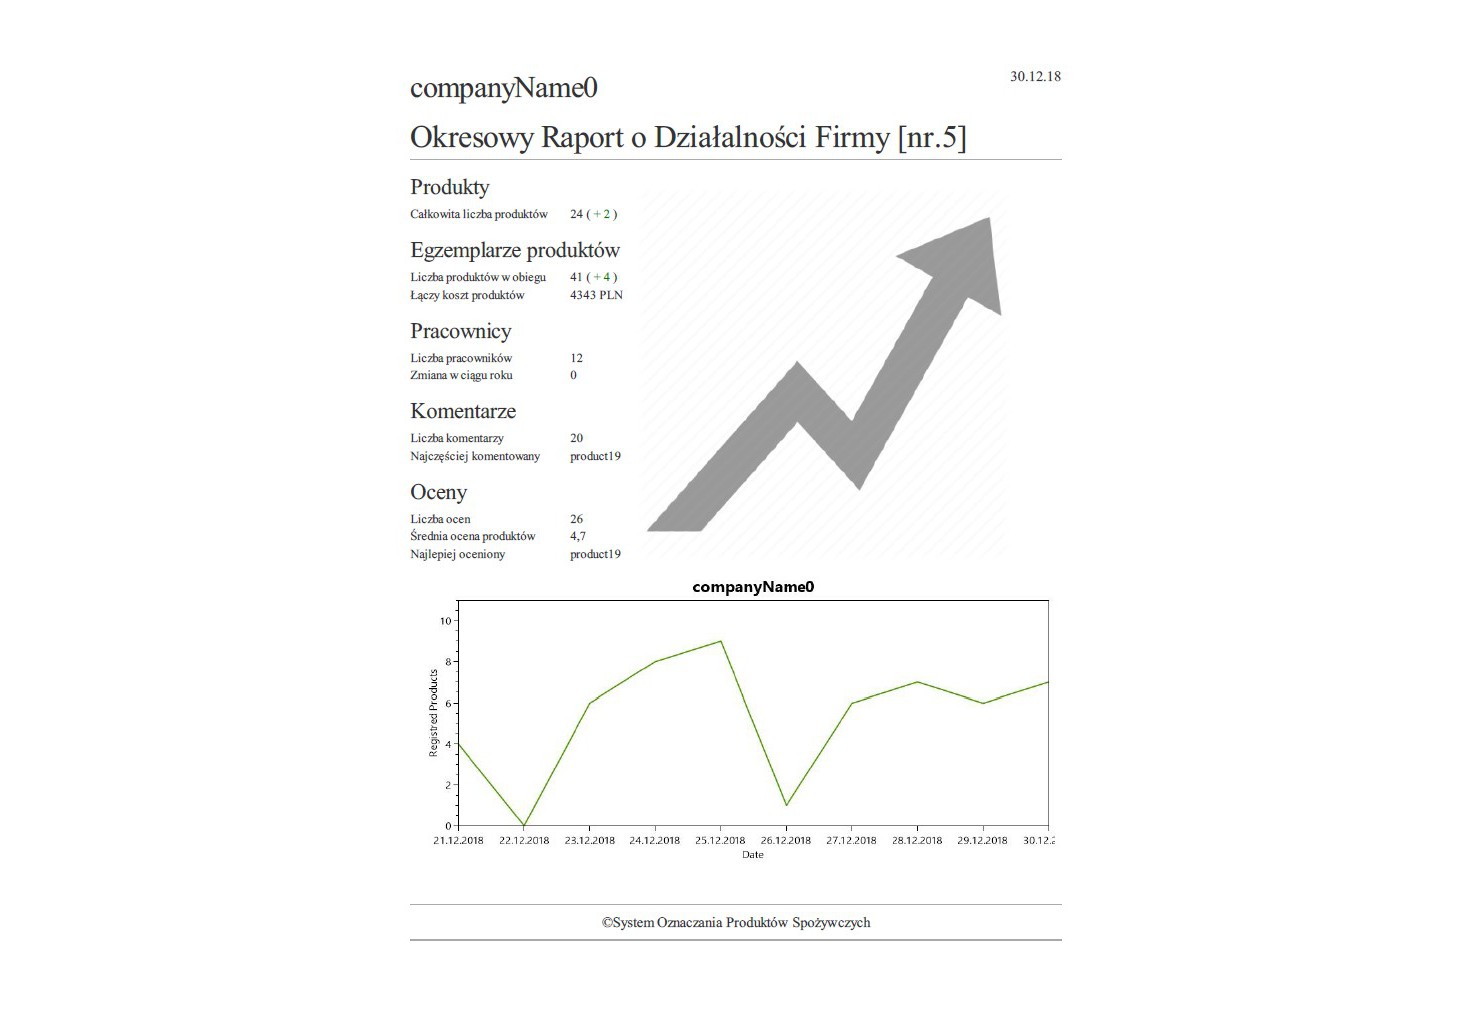 companyName0
30.12.18
Okresowy Raport o Działalności Firmy [nr.5]
Produkty
Całkowita liczba produktów 24 ( + 2 )
Egzemplarze produktów
Liczba produktów w obiegu 41 ( + 4 )
Łączy koszt produktów 4343 PLN
Pracownicy
Liczba pracowników 12
Zmiana w ciągu roku 0
Komentarze
Liczba komentarzy 20
Najczęściej komentowany product19
Oceny
Liczba ocen 26
Średnia ocena produktów 4,7
Najlepiej oceniony product19
companyName0
10
8
6
4
2
0
Registred Products
21.12.2018 22.12.2018 23.12.2018 24.12.2018 25.12.2018 26.12.2018 27.12.2018 28.12.2018 29.12.2018 30.12.2
Date
©System Oznaczania Produktów Spożywczych